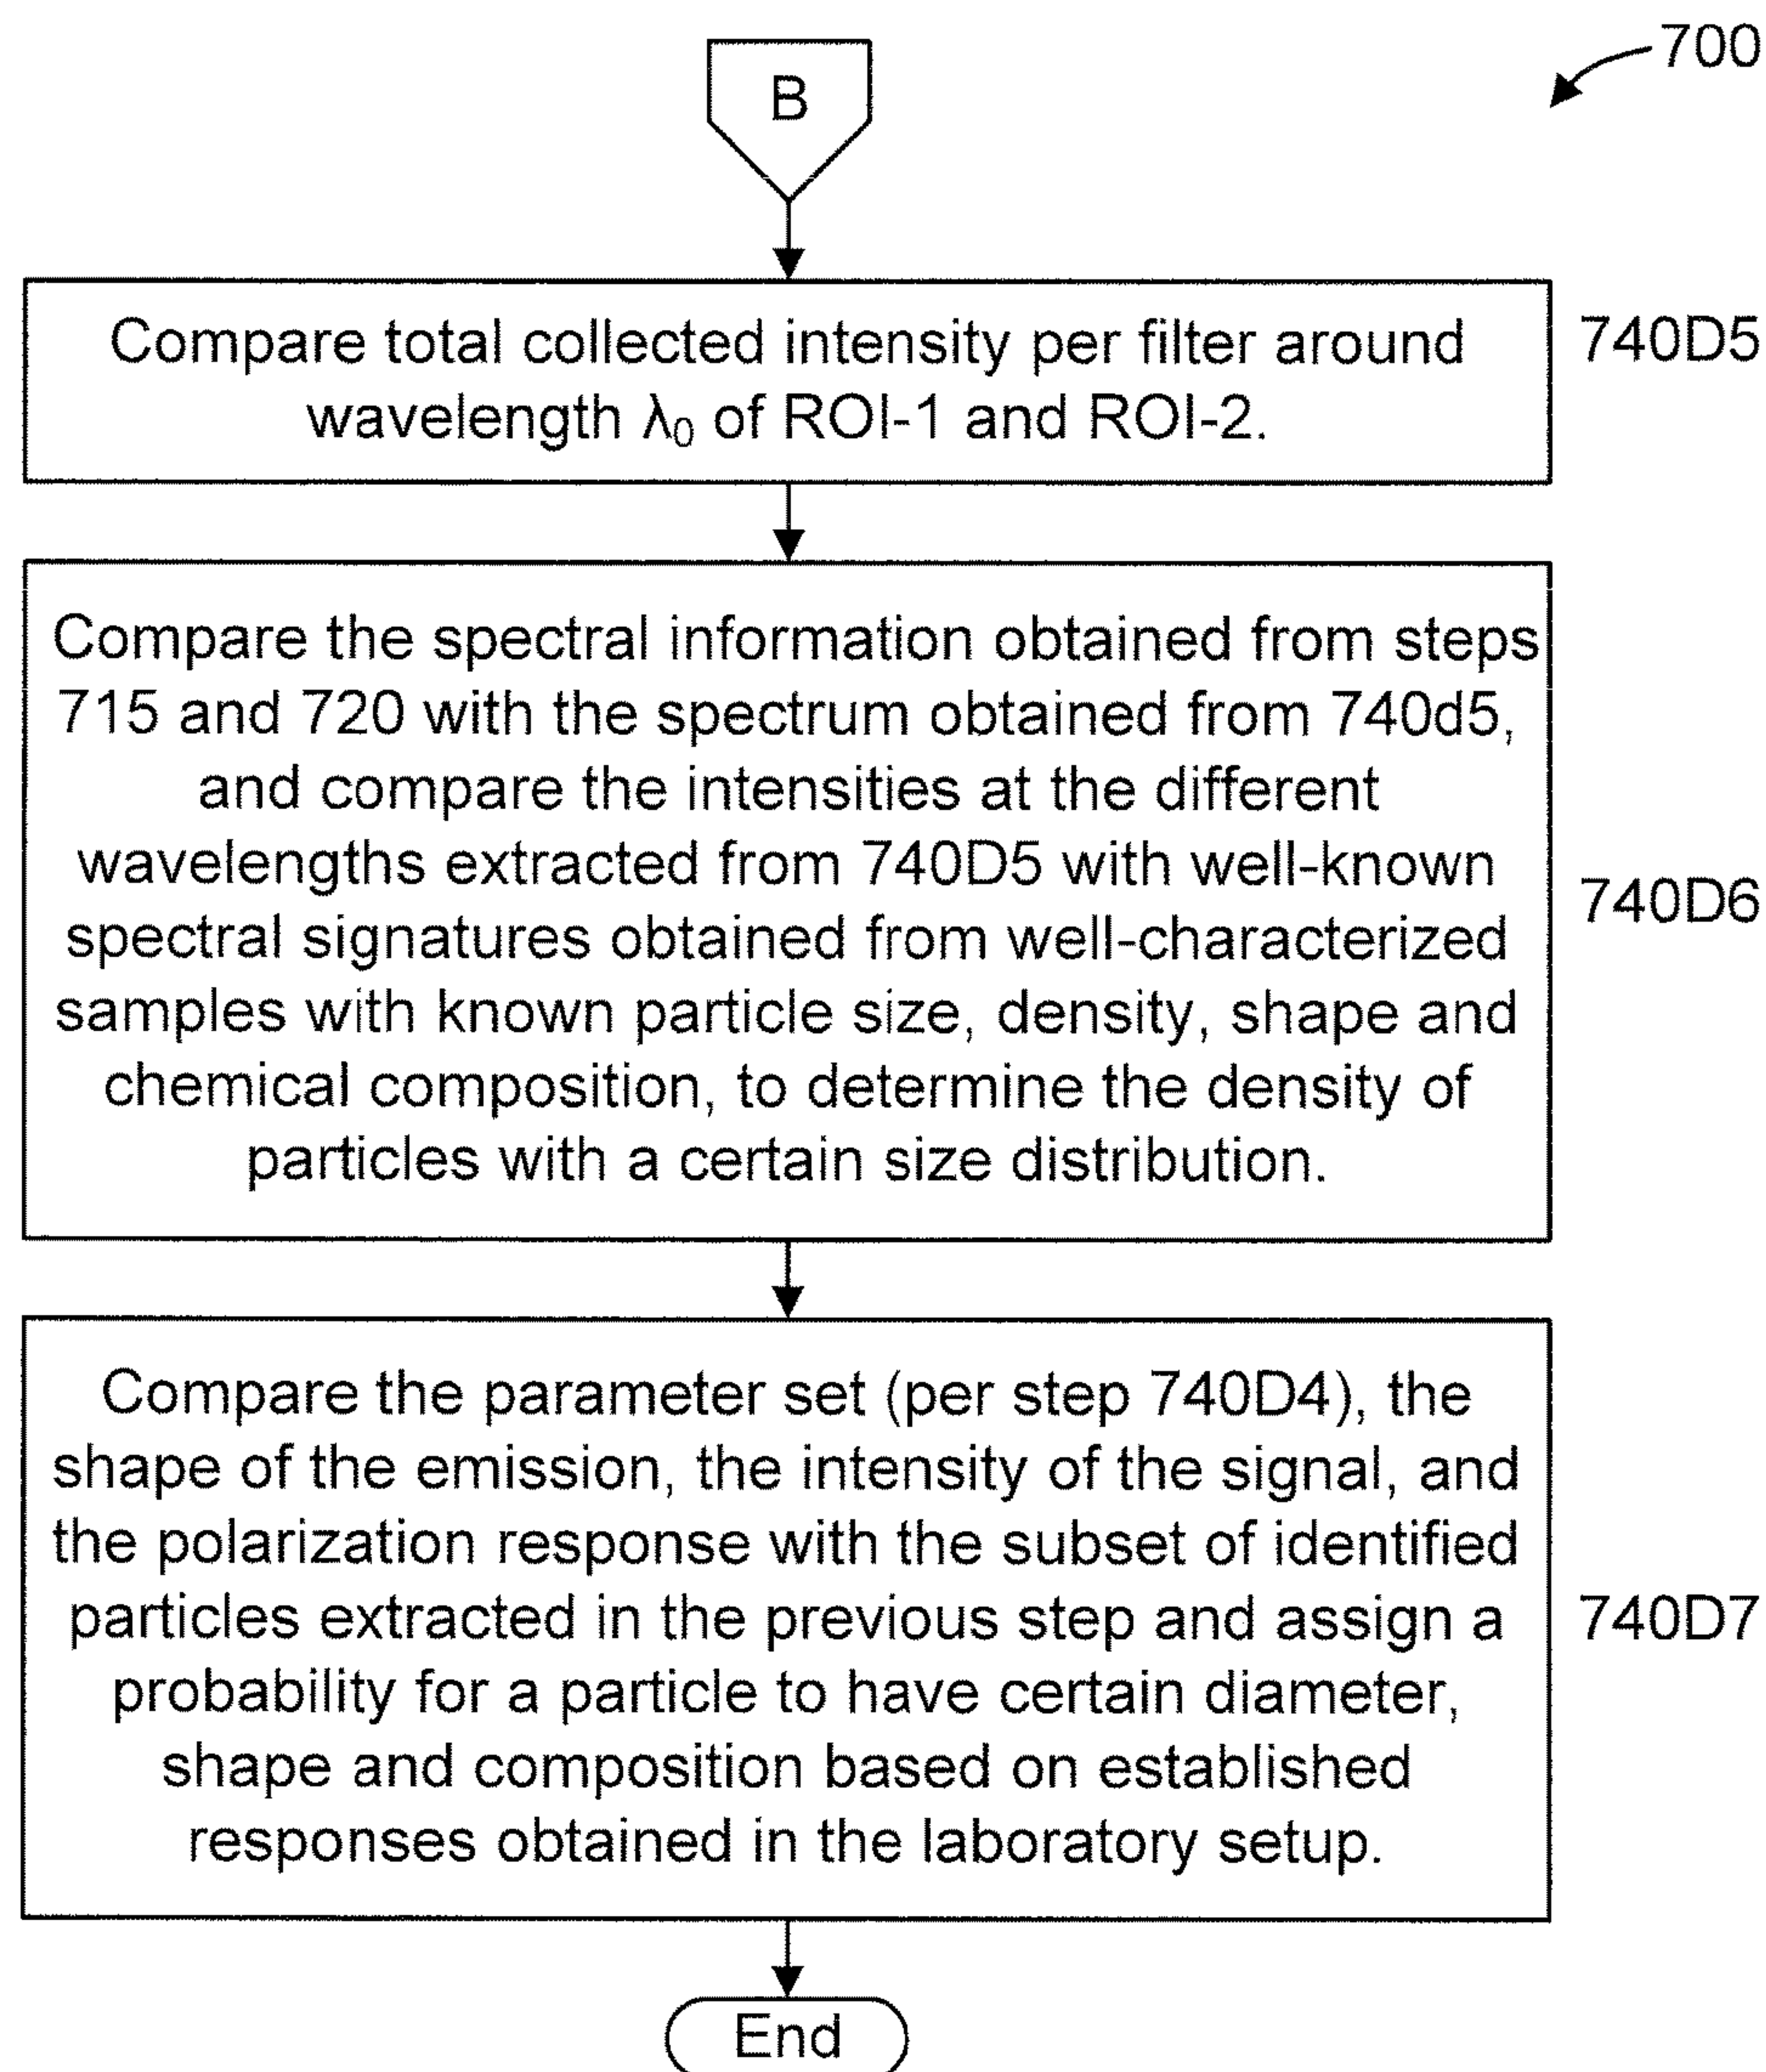 700
B
Compare total collected intensity per filter around
wavelength λ₀ of ROI-1 and ROI-2.
740D5
Compare the spectral information obtained from steps
715 and 720 with the spectrum obtained from 740d5,
and compare the intensities at the different
wavelengths extracted from 740D5 with well-known
spectral signatures obtained from well-characterized
samples with known particle size, density, shape and
chemical composition, to determine the density of
particles with a certain size distribution.
740D6
Compare the parameter set (per step 740D4), the
shape of the emission, the intensity of the signal, and
the polarization response with the subset of identified
particles extracted in the previous step and assign a
probability for a particle to have certain diameter,
shape and composition based on established
responses obtained in the laboratory setup.
740D7
End